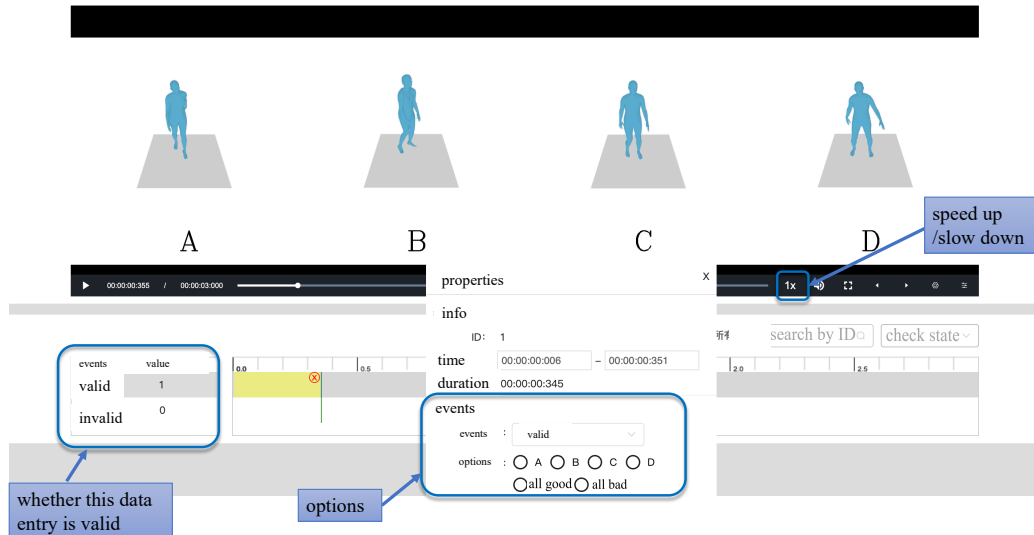 A B C D
speed up
/slow down
00:00:00:355 / 00:00:03:000
1x
properties X
info
ID: 1
time 00:00:00:006 – 00:00:00:351
duration 00:00:00:345
search by ID
check state
events value
valid 1
invalid 0
0.0 0.5 2.0 2.5
events
events : valid
options : A B C D
all good all bad
whether this data
entry is valid
options